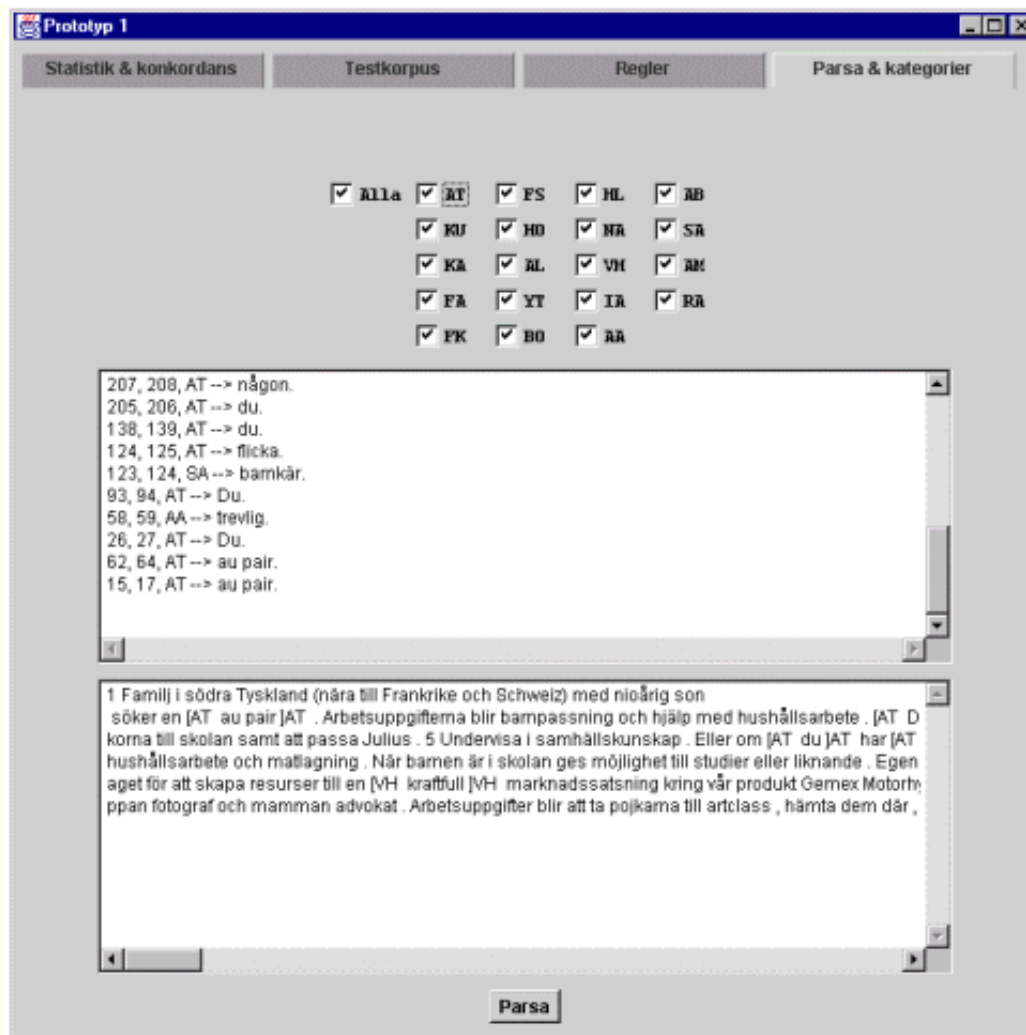 Prototyp 1
Statistik & konkordans Testkorpus Regler Parsa & kategorier
Alla AT FS HL AB
KU HO NA SA
KA AL VH AM
FA YT IA RA
FK BO AA
207, 208, AT --> någon.
205, 206, AT --> du.
138, 139, AT --> du.
124, 125, AT --> flicka.
123, 124, SA --> barnkär.
93, 94, AT --> Du.
58, 59, AA --> trevlig.
26, 27, AT --> Du.
62, 64, AT --> au pair.
15, 17, AT --> au pair.
1 Familj i södra Tyskland (nära till Frankrike och Schweiz) med nioårig son
söker en [AT au pair ]AT . Arbetsuppgifterna blir barnpassning och hjälp med hushållsarbete . [AT D
korna till skolan samt att passa Julius . 5 Undervisa i samhällskunskap . Eller om [AT du ]AT har [AT
hushållsarbete och matlagning . När barnen är i skolan ges möjlighet till studier eller liknande . Egen
aget för att skapa resurser till en [VH kraftfull ]VH marknadssatsning kring vår produkt Gemex Motorhy
ppan fotograf och mamman advokat . Arbetsuppgifter blir att ta pojkarna till artclass , hämta dem där ,
Parsa